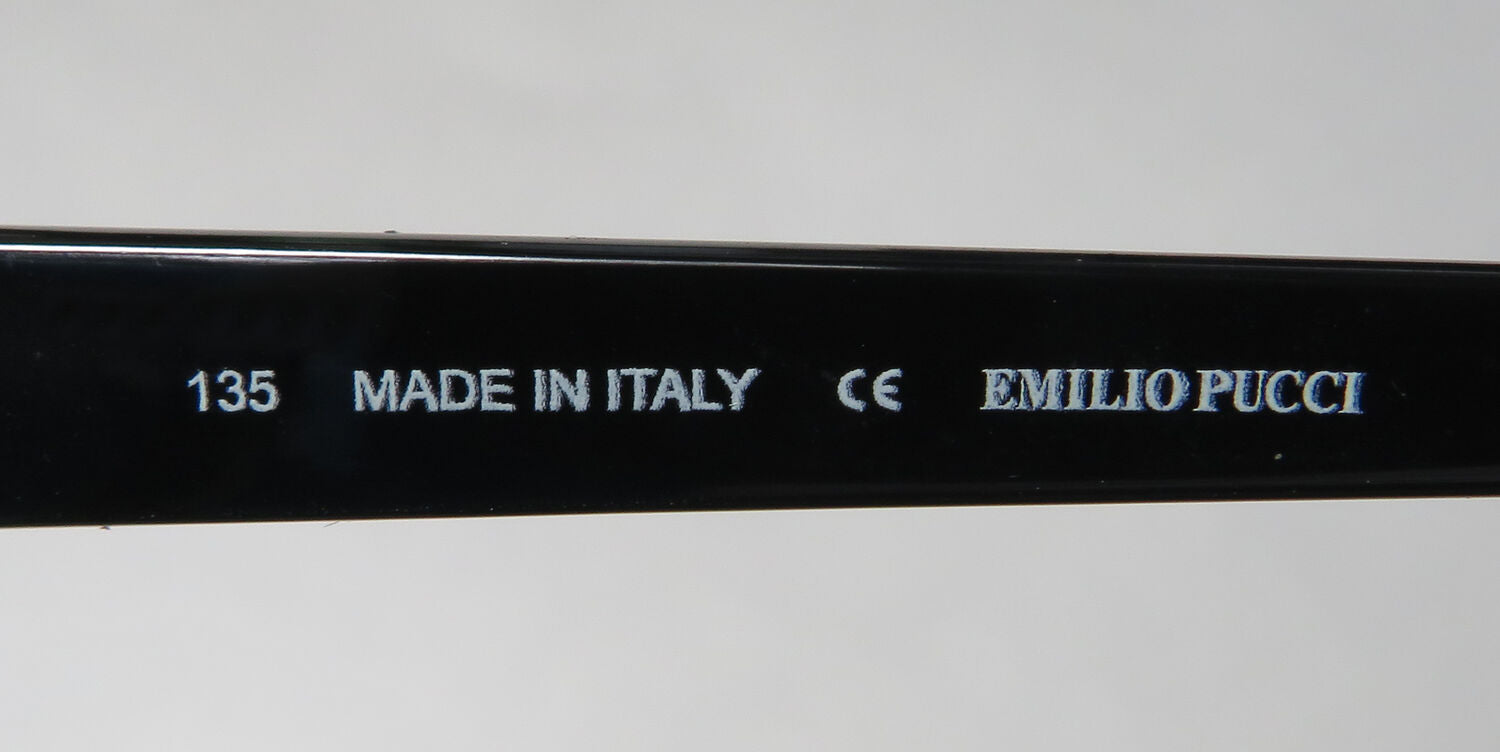 135 MADE IN ITALY CE EMILIO PUCCI